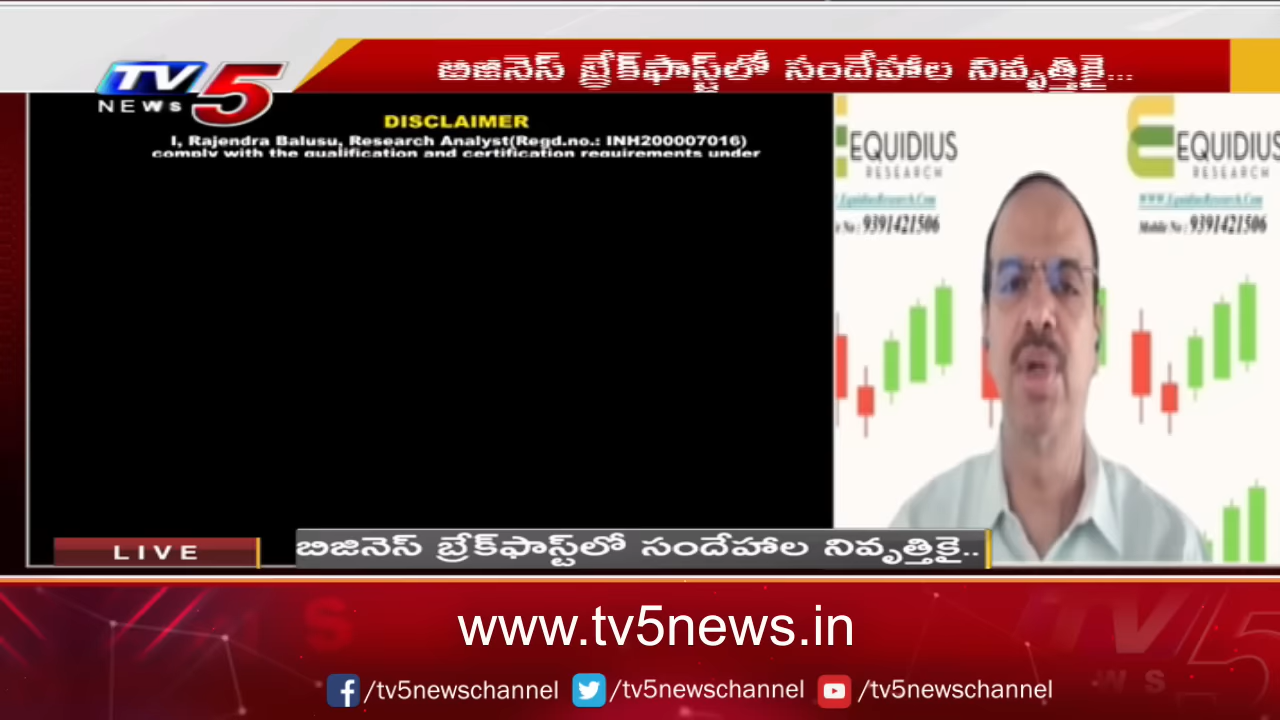 బిజినెస్ బ్రేక్‌ఫాస్ట్‌లో సందేహాల నివృత్తికై...
TV5
NEWS
DISCLAIMER
I, Rajendra Balusu, Research Analyst(Regd.no.: INH200007016)
comply with the qualification and certification requirements under
EQUIDIUS
RESEARCH
9391421506
EQUIDIUS
RESEARCH
WWW.EquidiusResearch.Com
Mobile No : 9391421506
LIVE
బిజినెస్ బ్రేక్‌ఫాస్ట్‌లో సందేహాల నివృత్తికై..
www.tv5news.in
/tv5newschannel /tv5newschannel /tv5newschannel